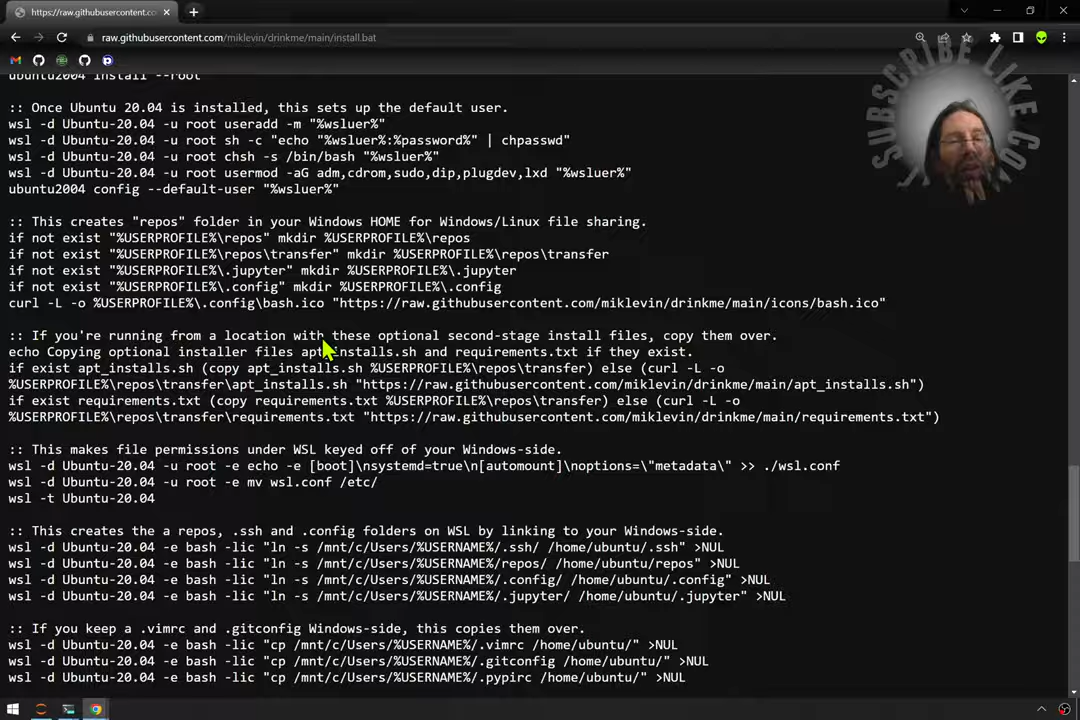 https://raw.githubusercontent.cc
raw.githubusercontent.com/miklevin/drinkme/main/install.bat
ubuntu2004 install --root
:: Once Ubuntu 20.04 is installed, this sets up the default user.
wsl -d Ubuntu-20.04 -u root useradd -m "%wsluer%"
wsl -d Ubuntu-20.04 -u root sh -c "echo "%wsluer%:%password%" | chpasswd"
wsl -d Ubuntu-20.04 -u root chsh -s /bin/bash "%wsluer%"
wsl -d Ubuntu-20.04 -u root usermod -aG adm,cdrom,sudo,dip,plugdev,lxd "%wsluer%"
ubuntu2004 config --default-user "%wsluer%"
:: This creates "repos" folder in your Windows HOME for Windows/Linux file sharing.
if not exist "%USERPROFILE%\repos" mkdir %USERPROFILE%\repos
if not exist "%USERPROFILE%\repos\transfer" mkdir %USERPROFILE%\repos\transfer
if not exist "%USERPROFILE%\.jupyter" mkdir %USERPROFILE%\.jupyter
if not exist "%USERPROFILE%\.config" mkdir %USERPROFILE%\.config
curl -L -o %USERPROFILE%\.config\bash.ico "https://raw.githubusercontent.com/miklevin/drinkme/main/icons/bash.ico"
:: If you're running from a location with these optional second-stage install files, copy them over.
echo Copying optional installer files apt_installs.sh and requirements.txt if they exist.
if exist apt_installs.sh (copy apt_installs.sh %USERPROFILE%\repos\transfer) else (curl -L -o
%USERPROFILE%\repos\transfer\apt_installs.sh "https://raw.githubusercontent.com/miklevin/drinkme/main/apt_installs.sh")
if exist requirements.txt (copy requirements.txt %USERPROFILE%\repos\transfer) else (curl -L -o
%USERPROFILE%\repos\transfer\requirements.txt "https://raw.githubusercontent.com/miklevin/drinkme/main/requirements.txt")
:: This makes file permissions under WSL keyed off of your Windows-side.
wsl -d Ubuntu-20.04 -u root -e echo -e [boot]\nsystemd=true\n[automount]\noptions=\"metadata\" >> ./wsl.conf
wsl -d Ubuntu-20.04 -u root -e mv wsl.conf /etc/
wsl -t Ubuntu-20.04
:: This creates the a repos, .ssh and .config folders on WSL by linking to your Windows-side.
wsl -d Ubuntu-20.04 -e bash -lic "ln -s /mnt/c/Users/%USERNAME%/.ssh/ /home/ubuntu/.ssh" >NUL
wsl -d Ubuntu-20.04 -e bash -lic "ln -s /mnt/c/Users/%USERNAME%/repos/ /home/ubuntu/repos" >NUL
wsl -d Ubuntu-20.04 -e bash -lic "ln -s /mnt/c/Users/%USERNAME%/.config/ /home/ubuntu/.config" >NUL
wsl -d Ubuntu-20.04 -e bash -lic "ln -s /mnt/c/Users/%USERNAME%/.jupyter/ /home/ubuntu/.jupyter" >NUL
:: If you keep a .vimrc and .gitconfig Windows-side, this copies them over.
wsl -d Ubuntu-20.04 -e bash -lic "cp /mnt/c/Users/%USERNAME%/.vimrc /home/ubuntu/" >NUL
wsl -d Ubuntu-20.04 -e bash -lic "cp /mnt/c/Users/%USERNAME%/.gitconfig /home/ubuntu/" >NUL
wsl -d Ubuntu-20.04 -e bash -lic "cp /mnt/c/Users/%USERNAME%/.pypirc /home/ubuntu/" >NUL
SUBSCRIBE LIKE